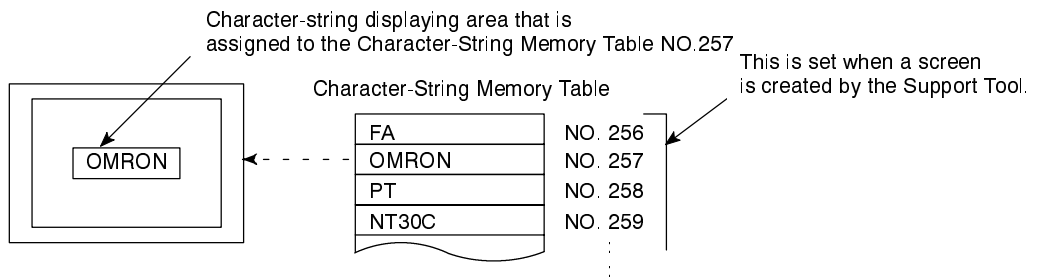 Character-string displaying area that is
assigned to the Character-String Memory Table NO.257
This is set when a screen
is created by the Support Tool.
Character-String Memory Table
FA NO. 256
OMRON OMRON NO. 257
PT NO. 258
NT30C NO. 259